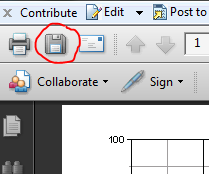 Contribute Edit Post to
1
Collaborate Sign
100